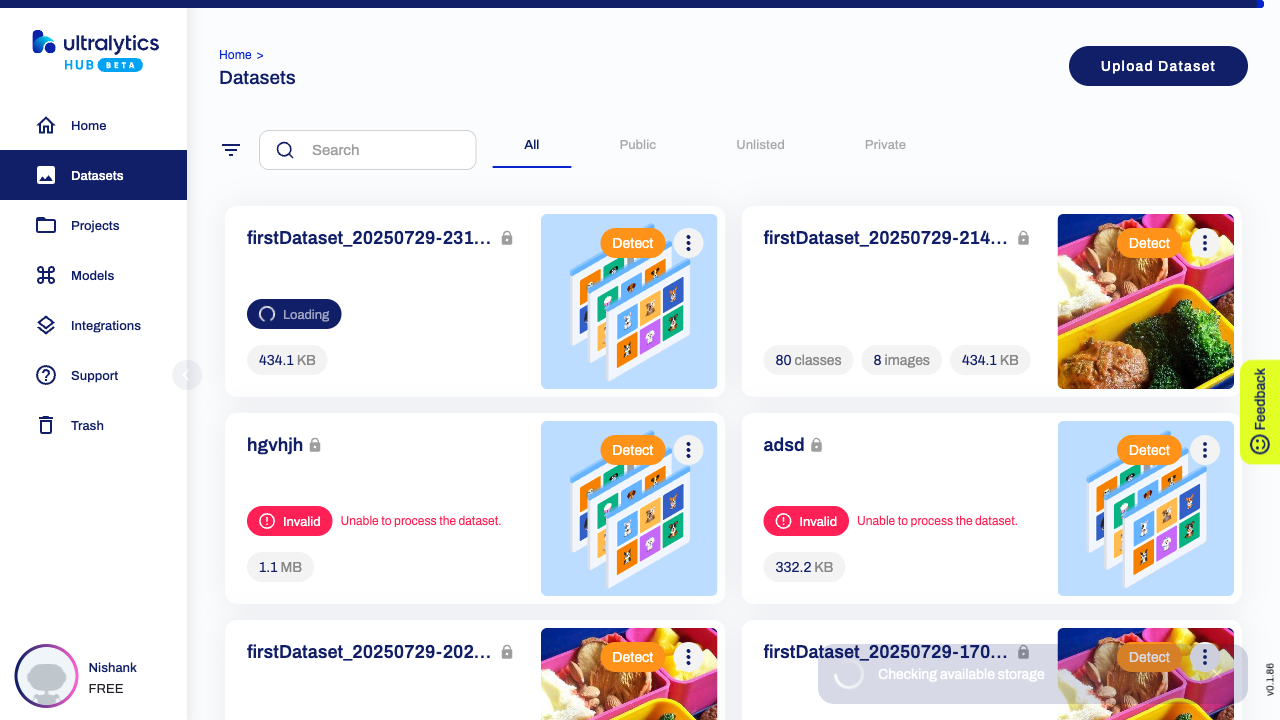 ultralytics
HUB BETA
Home
Datasets
Projects
Models
Integrations
Support
Trash
Nishank
FREE
Home >
Datasets
Upload Dataset
Search
All
Public
Unlisted
Private
firstDataset_20250729-231...
Detect
Loading
434.1 KB
firstDataset_20250729-214...
Detect
80 classes
8 images
434.1 KB
hgvhjh
Detect
Invalid
Unable to process the dataset.
1.1 MB
adsd
Detect
Invalid
Unable to process the dataset.
332.2 KB
firstDataset_20250729-202...
Detect
firstDataset_20250729-170...
Detect
Checking available storage
Feedback
v0.1.86